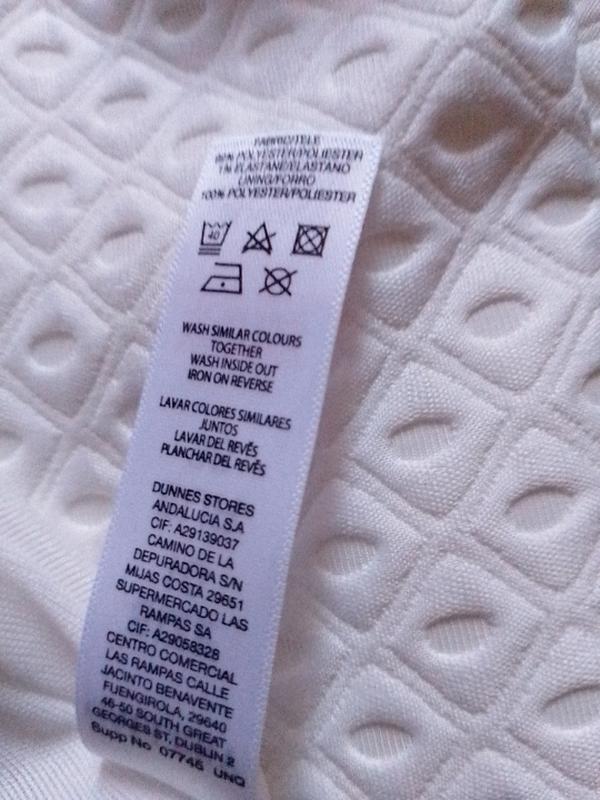 FABRIC/TELE
POLYESTER/POLIESTER
1% ELASTANE/ELASTANO
LINING/FORRO
100% POLYESTER/POLIESTER
40
WASH SIMILAR COLOURS
TOGETHER
WASH INSIDE OUT
IRON ON REVERSE
LAVAR COLORES SIMILARES
JUNTOS
LAVAR DEL REVÉS
PLANCHAR DEL REVÉS
DUNNES STORES
ANDALUCIA S.A
CIF: A29139037
CAMINO DE LA
DEPURADORA S/N
MIJAS COSTA 29651
SUPERMERCADO LAS
RAMPAS SA
CIF: A29058328
CENTRO COMERCIAL
LAS RAMPAS CALLE
JACINTO BENAVENTE
FUENGIROLA, 29640
46-50 SOUTH GREAT
GEORGES ST, DUBLIN 2
Supp No 07746 UNQ